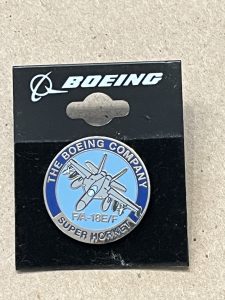 BOEING
THE BOEING COMPANY
F/A-18E/F
SUPER HORNET